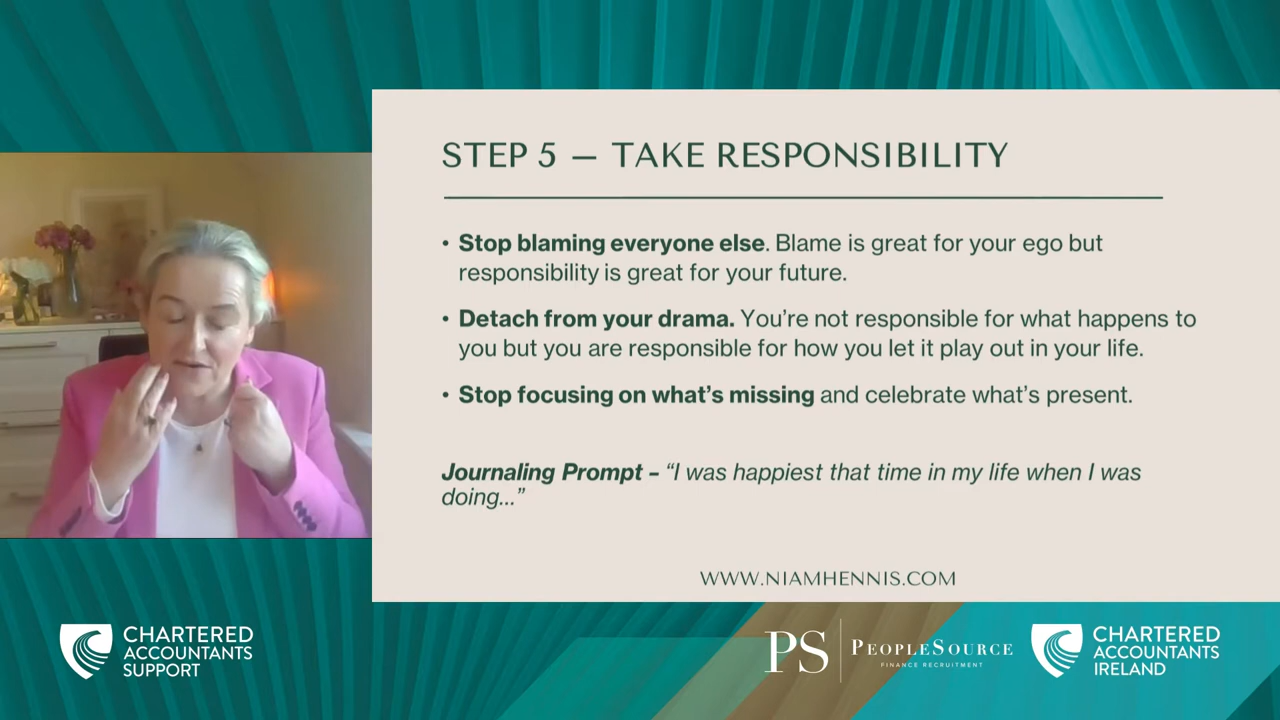 STEP 5 – TAKE RESPONSIBILITY
• Stop blaming everyone else. Blame is great for your ego but
responsibility is great for your future.
• Detach from your drama. You’re not responsible for what happens to
you but you are responsible for how you let it play out in your life.
• Stop focusing on what’s missing and celebrate what’s present.
Journaling Prompt – “I was happiest that time in my life when I was
doing...”
WWW.NIAMHENNIS.COM
CHARTERED
ACCOUNTANTS
SUPPORT
PS
PEOPLESOURCE
FINANCE RECRUITMENT
CHARTERED
ACCOUNTANTS
IRELAND